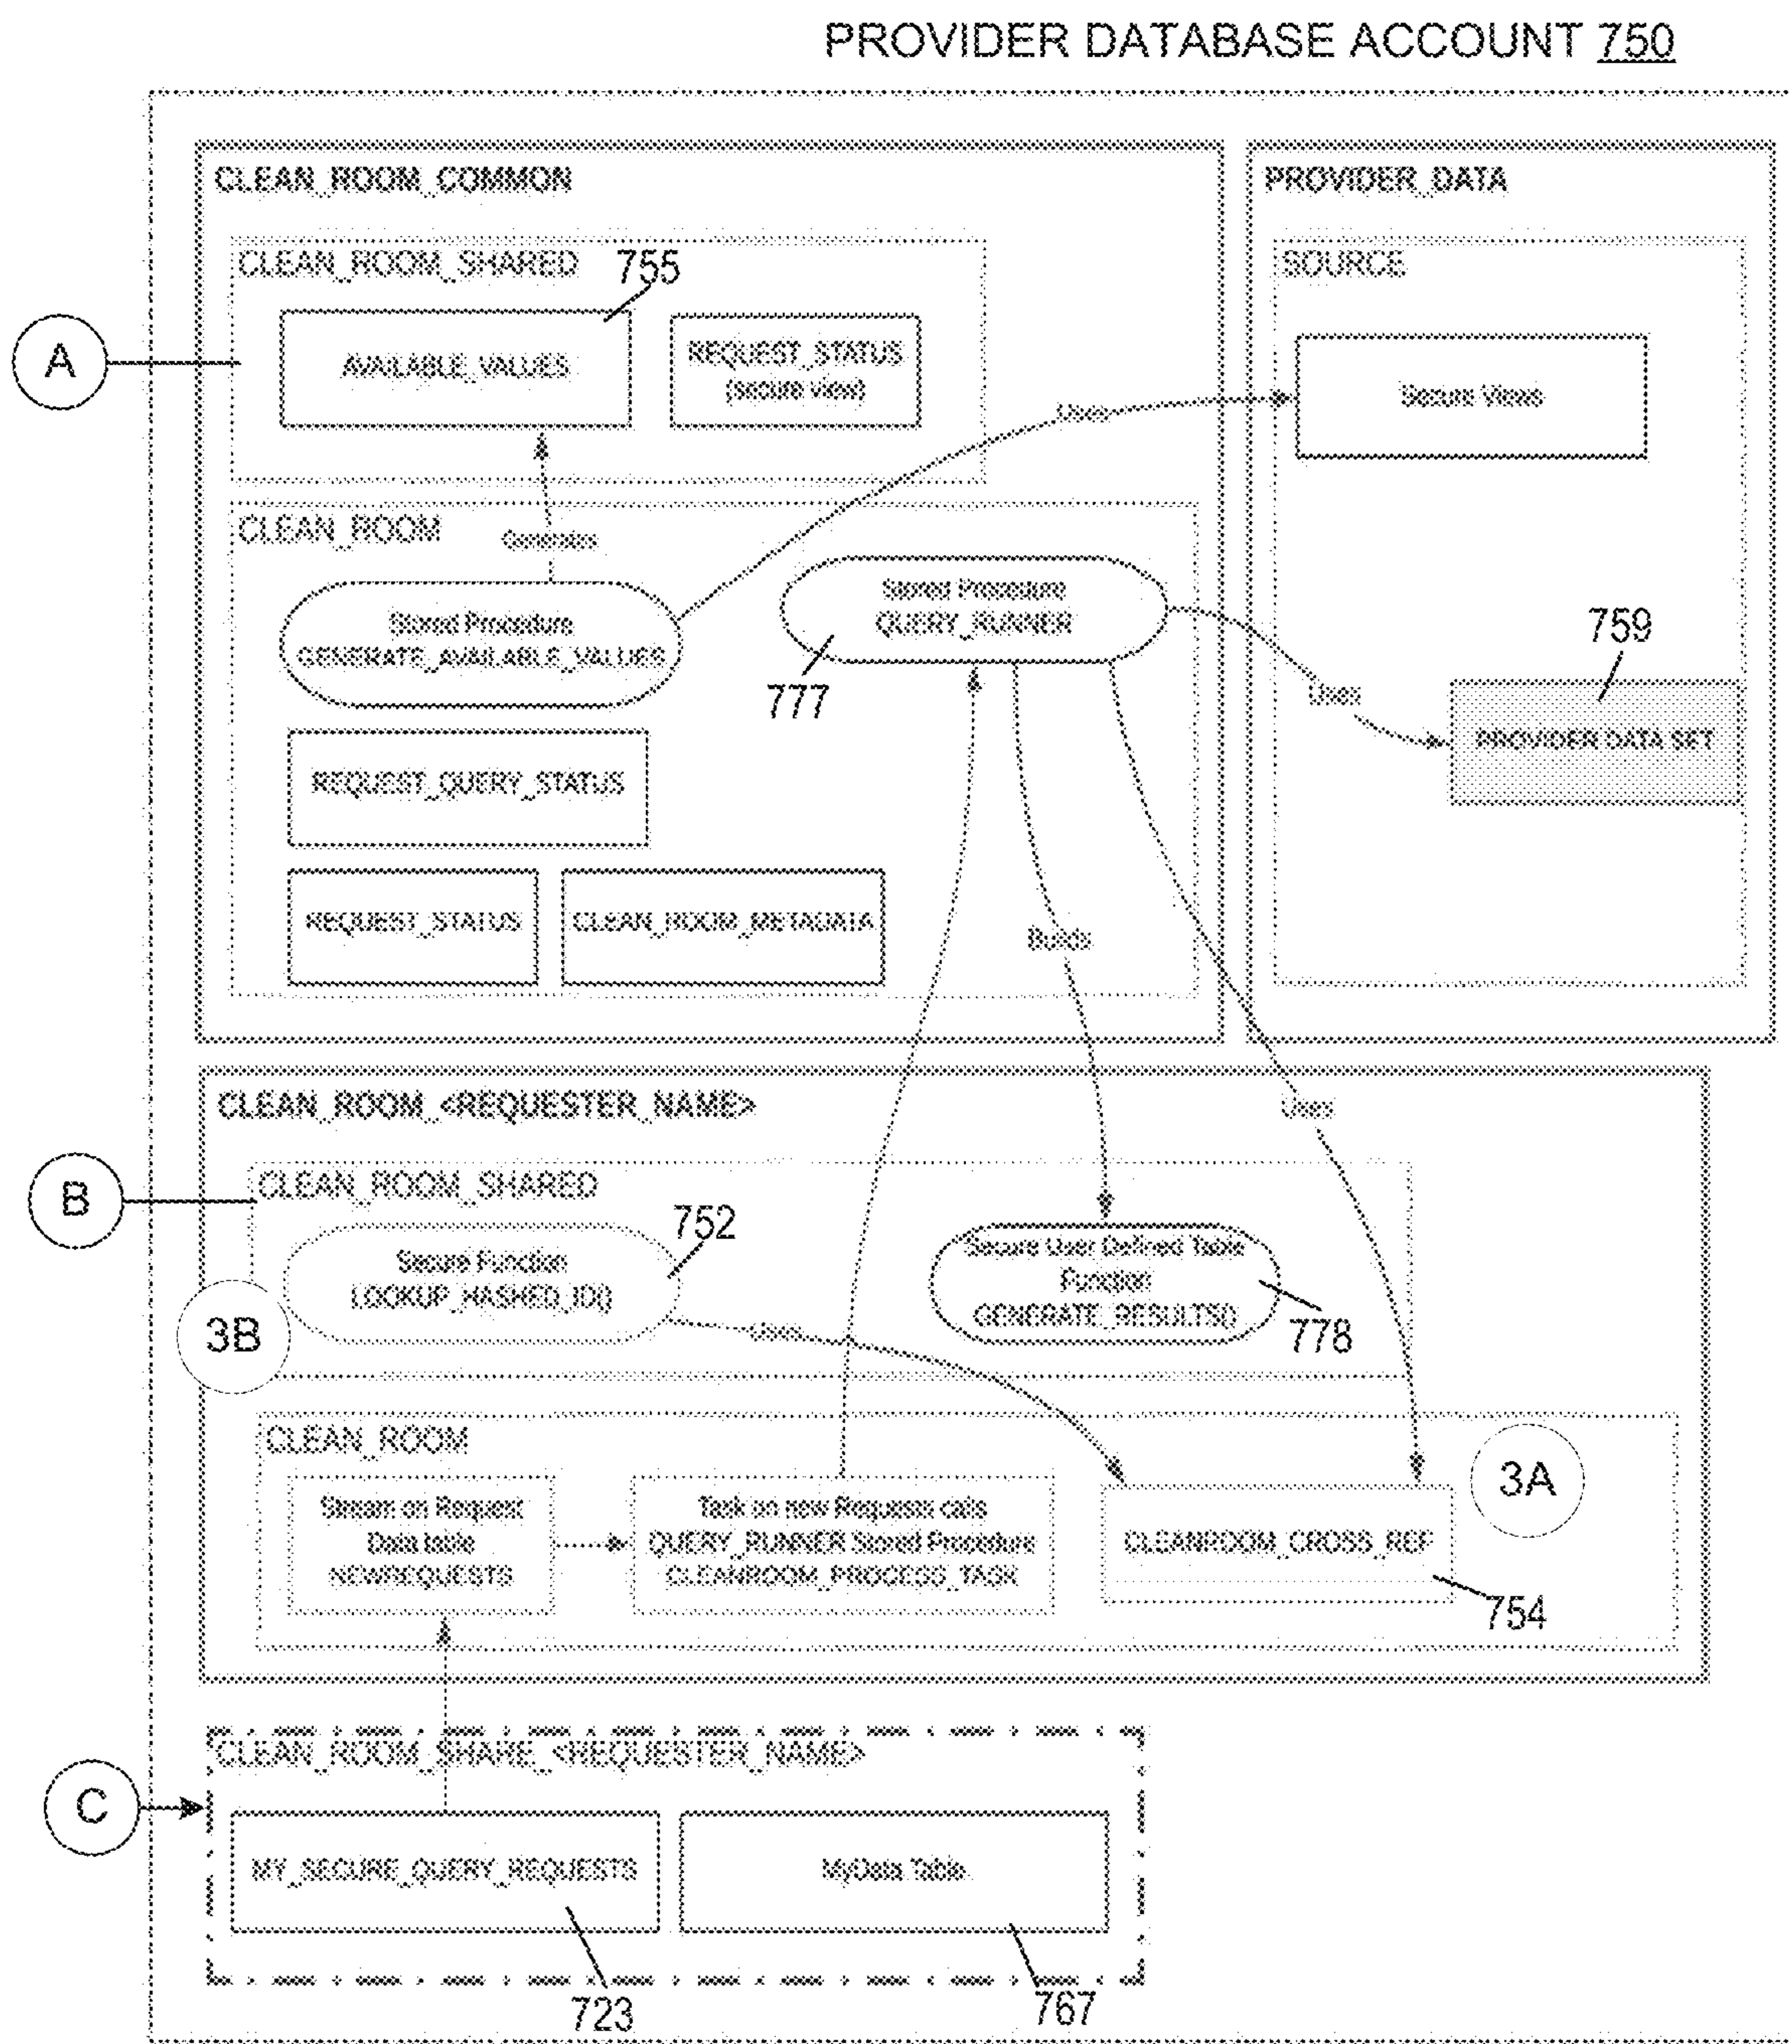 PROVIDER DATABASE ACCOUNT 750
CLEAN_ROOM_COMMON
PROVIDER_DATA
CLEAN_ROOM_SHARED
755
SOURCE
A
AVAILABLE_VALUES
REQUEST_STATUS
(secure view)
Secure Views
Uses
CLEAN_ROOM
Generates
Stored Procedure
GENERATE_AVAILABLE_VALUES
Stored Procedure
QUERY_RUNNER
777
759
Uses
PROVIDER DATA SET
REQUEST_QUERY_STATUS
REQUEST_STATUS
CLEAN_ROOM_METADATA
Builds
CLEAN_ROOM_<REQUESTER_NAME>
Uses
B
CLEAN_ROOM_SHARED
752
Secure Function
LOOKUP_HASHED_ID()
Secure User Defined Table
Function
GENERATE_RESULTS()
778
3B
Uses
CLEAN_ROOM
3A
Stream on Request
Data table
NEWREQUESTS
Task on new Requests calls
QUERY_RUNNER Stored Procedure
CLEANROOM_PROCESS_TASK
CLEANROOM_CROSS_REF
754
CLEAN_ROOM_SHARE_<REQUESTER_NAME>
C
MY_SECURE_QUERY_REQUESTS
MyData Table
723
767